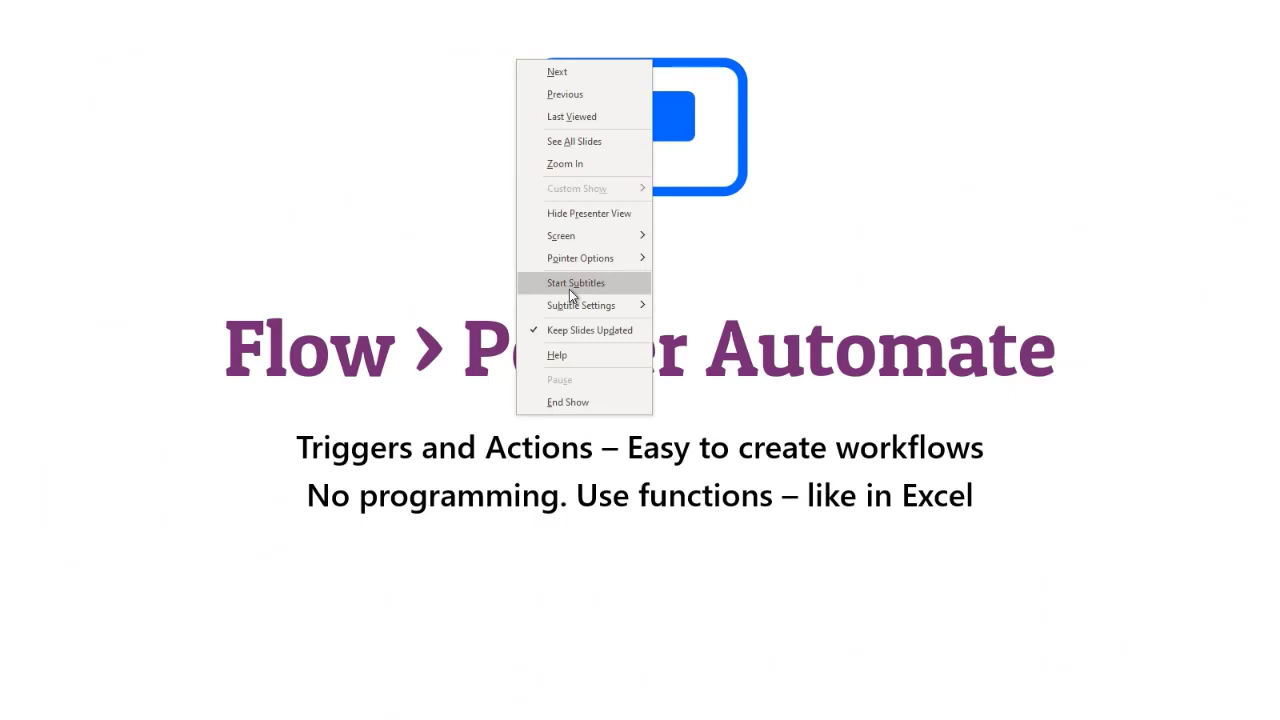 Next
Previous
Last Viewed
See All Slides
Zoom In
Custom Show
Hide Presenter View
Screen
Pointer Options
Start Subtitles
Subtitle Settings
Keep Slides Updated
Help
Pause
End Show
Flow > Power Automate
Triggers and Actions – Easy to create workflows
No programming. Use functions – like in Excel